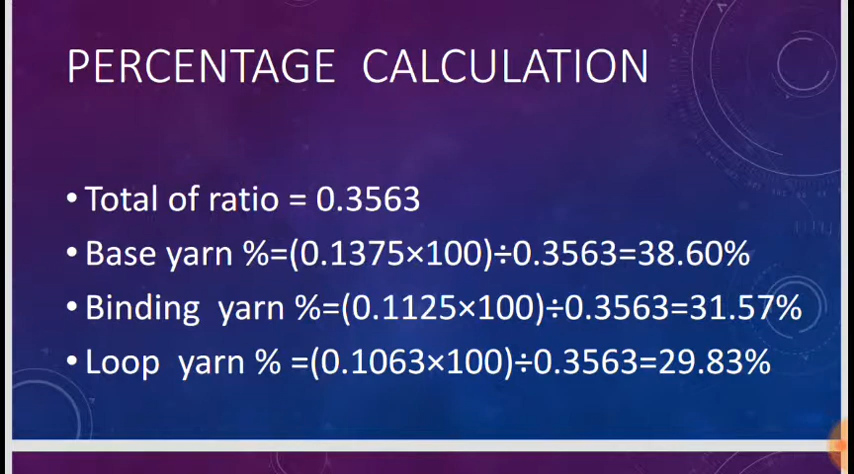 PERCENTAGE CALCULATION
• Total of ratio = 0.3563
• Base yarn %=(0.1375×100)÷0.3563=38.60%
• Binding yarn %=(0.1125×100)÷0.3563=31.57%
• Loop yarn % =(0.1063×100)÷0.3563=29.83%